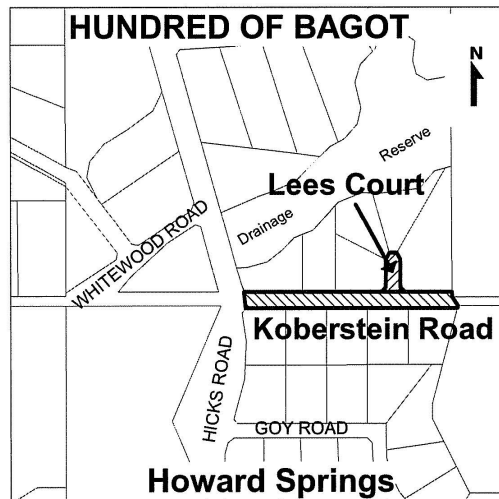 HUNDRED OF BAGOT
N
Reserve
Lees Court
Drainage
WHITEWOOD ROAD
Koberstein Road
HICKS ROAD
GOY ROAD
Howard Springs